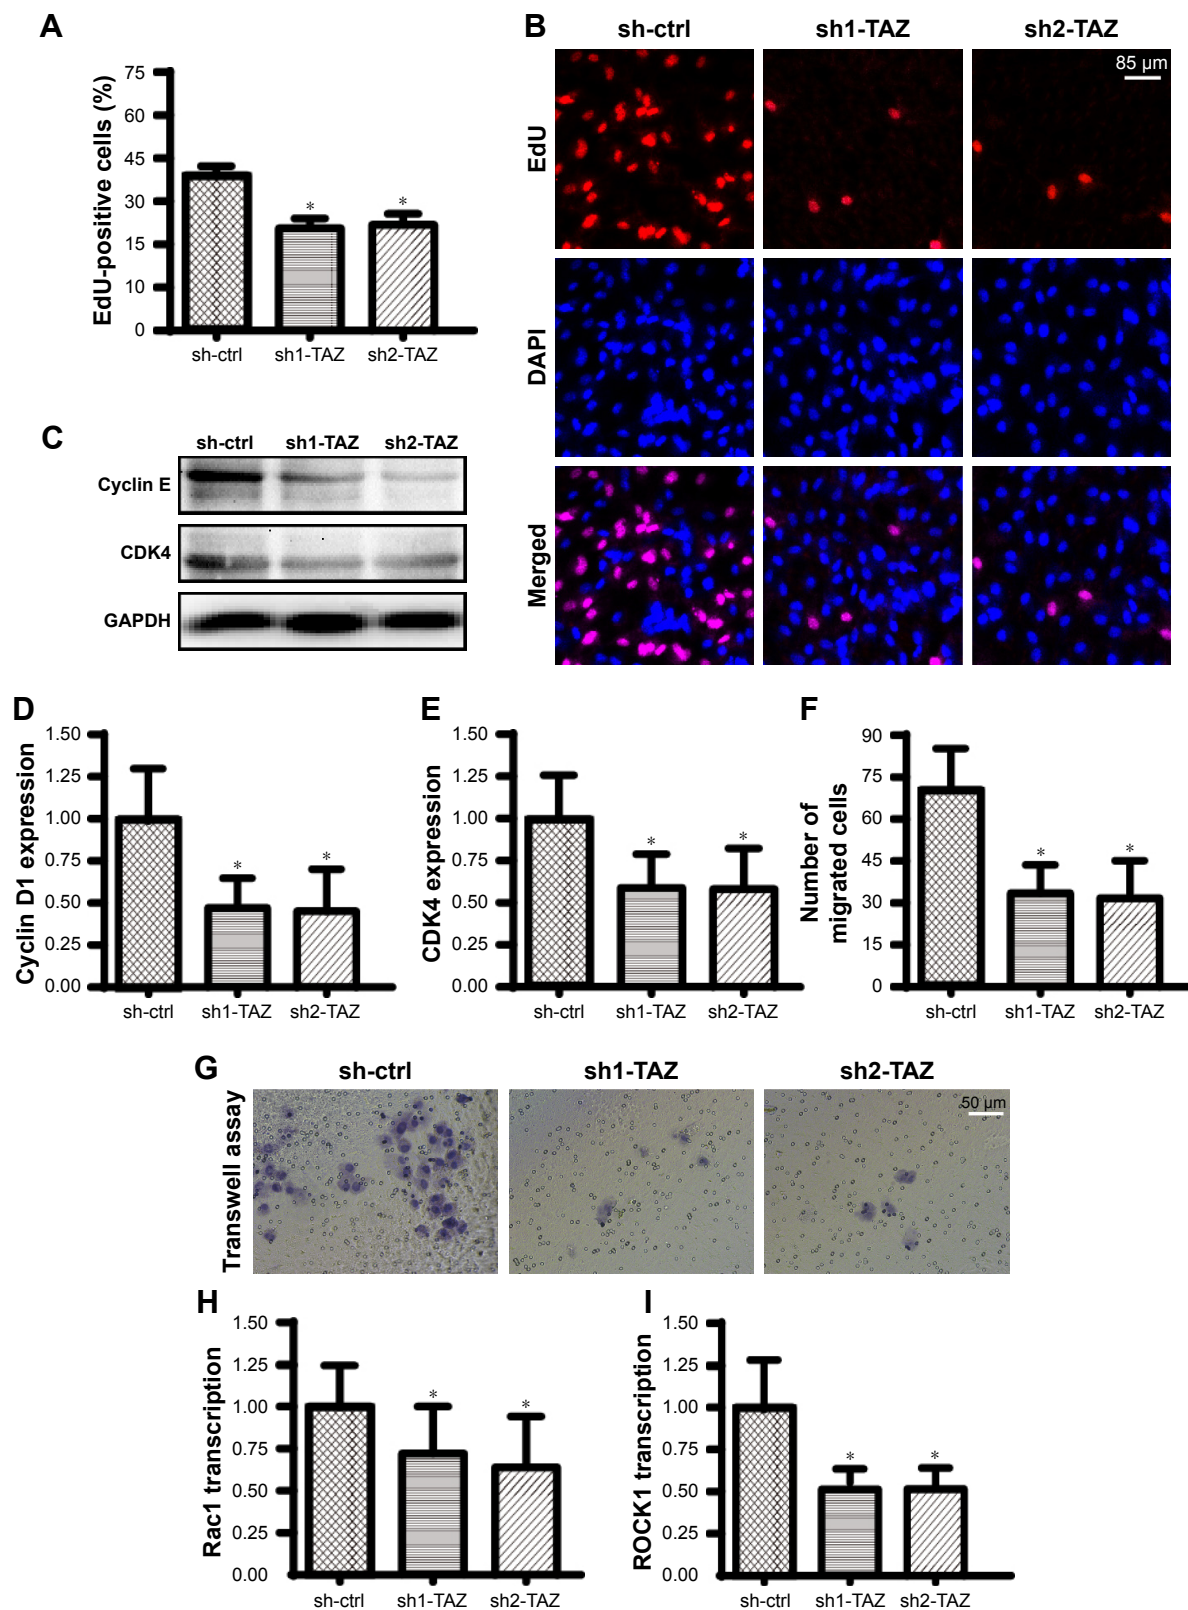 A
EdU-positive cells (%)
75
60
45
30
15
10
0
*
*
sh-ctrl
sh1-TAZ
sh2-TAZ
B
sh-ctrl
sh1-TAZ
sh2-TAZ
85 µm
EdU
DAPI
Merged
C
sh-ctrl
sh1-TAZ
sh2-TAZ
Cyclin E
CDK4
GAPDH
D
Cyclin D1 expression
1.50
1.25
1.00
0.75
0.50
0.25
0.00
*
*
sh-ctrl
sh1-TAZ
sh2-TAZ
E
CDK4 expression
1.50
1.25
1.00
0.75
0.50
0.25
0.00
*
*
sh-ctrl
sh1-TAZ
sh2-TAZ
F
Number of
migrated cells
90
75
60
45
30
15
0
*
*
sh-ctrl
sh1-TAZ
sh2-TAZ
G
sh-ctrl
sh1-TAZ
sh2-TAZ
Transwell assay
50 µm
H
Rac1 transcription
1.50
1.25
1.00
0.75
0.50
0.25
0.00
*
*
sh-ctrl
sh1-TAZ
sh2-TAZ
I
ROCK1 transcription
1.50
1.25
1.00
0.75
0.50
0.25
0.00
*
*
sh-ctrl
sh1-TAZ
sh2-TAZ